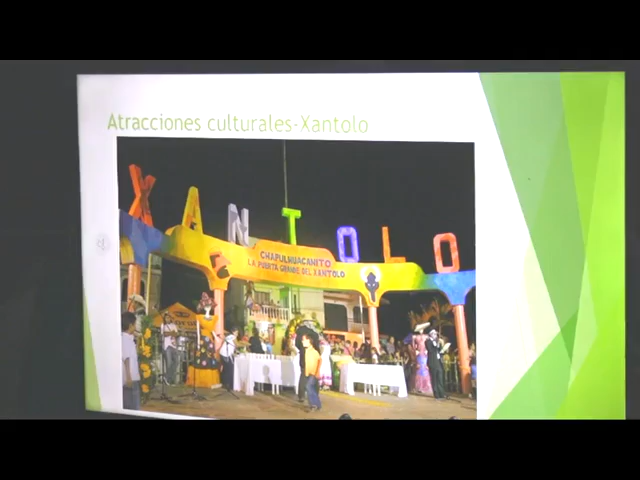 Atracciones culturales-Xantolo
XANTOLO
CHAPULHUACANITO
LA PUERTA GRANDE DEL XANTOLO